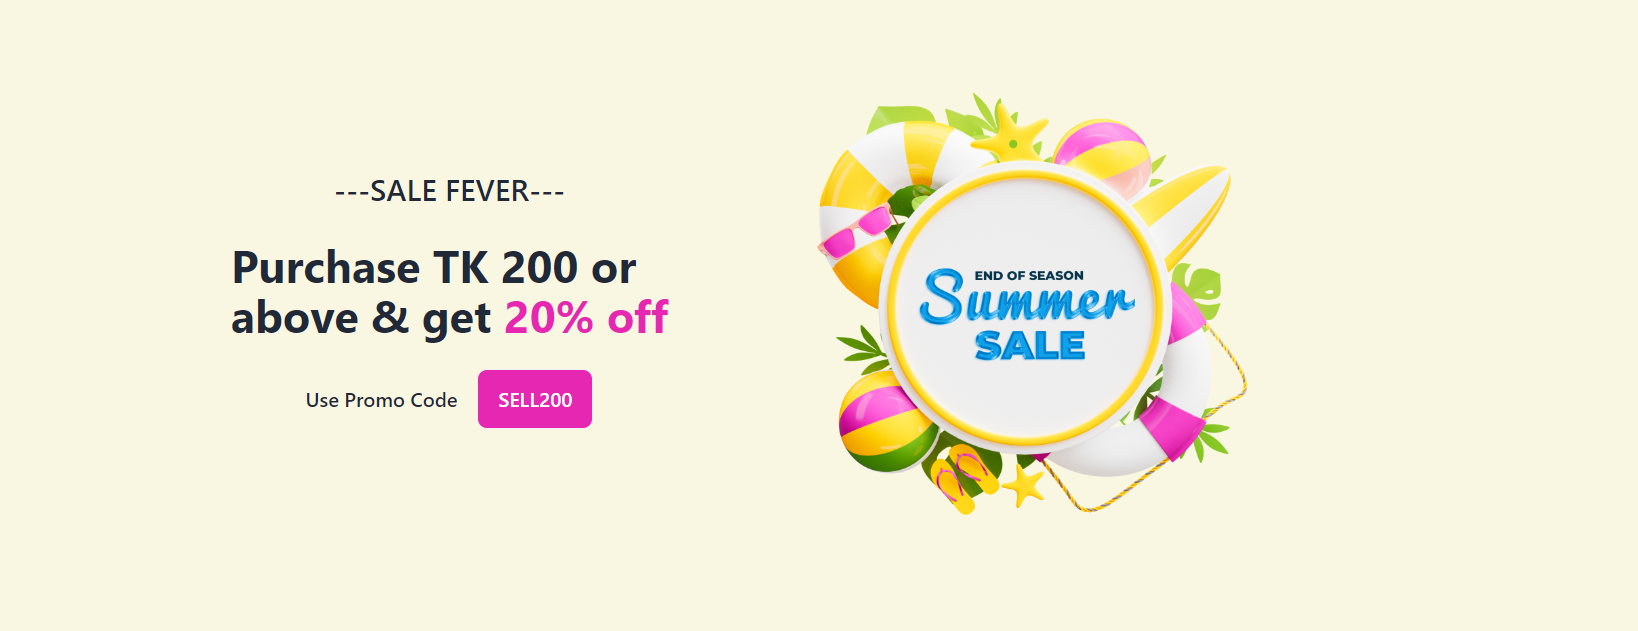 ---SALE FEVER---
Purchase TK 200 or
above & get 20% off
Use Promo Code SELL200
END OF SEASON
Summer
SALE